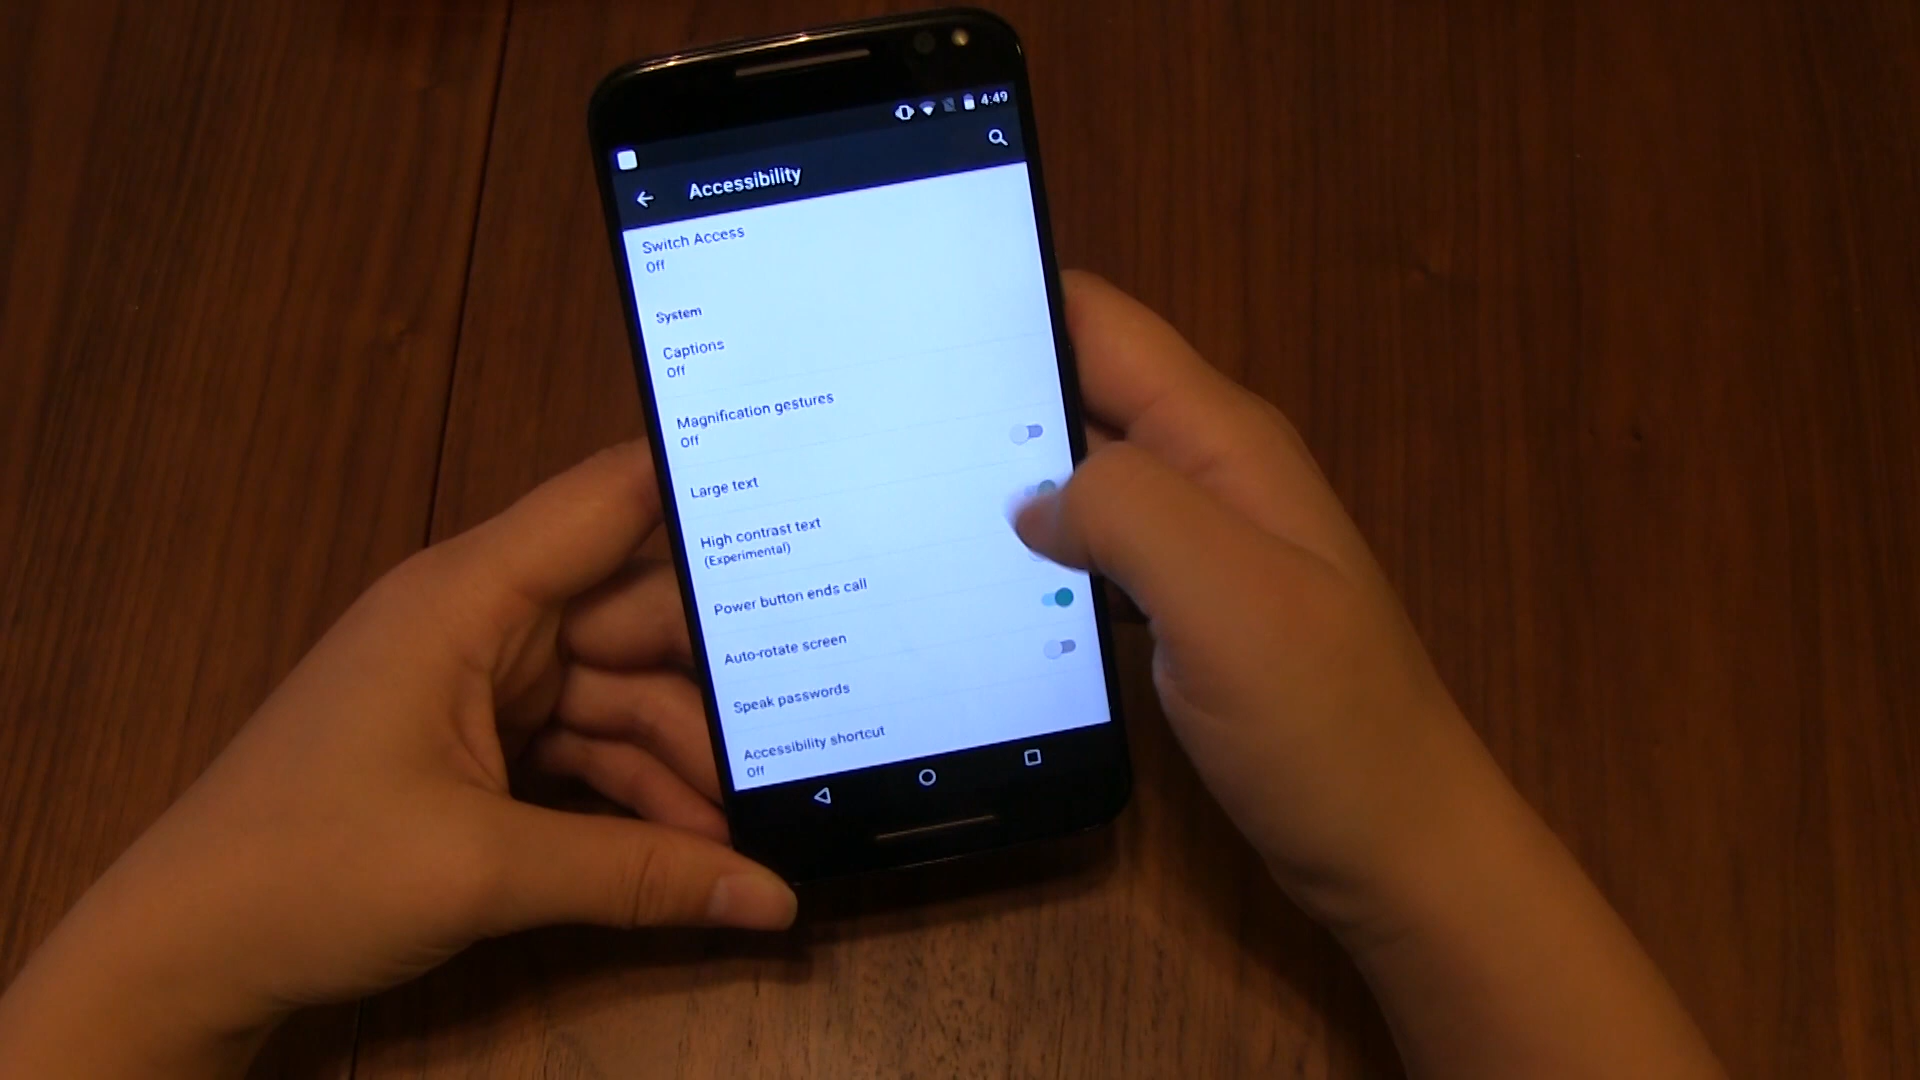 4:49
Accessibility
Switch Access
Off
System
Captions
Off
Magnification gestures
Off
Large text
High contrast text
(Experimental)
Power button ends call
Auto-rotate screen
Speak passwords
Accessibility shortcut
Off